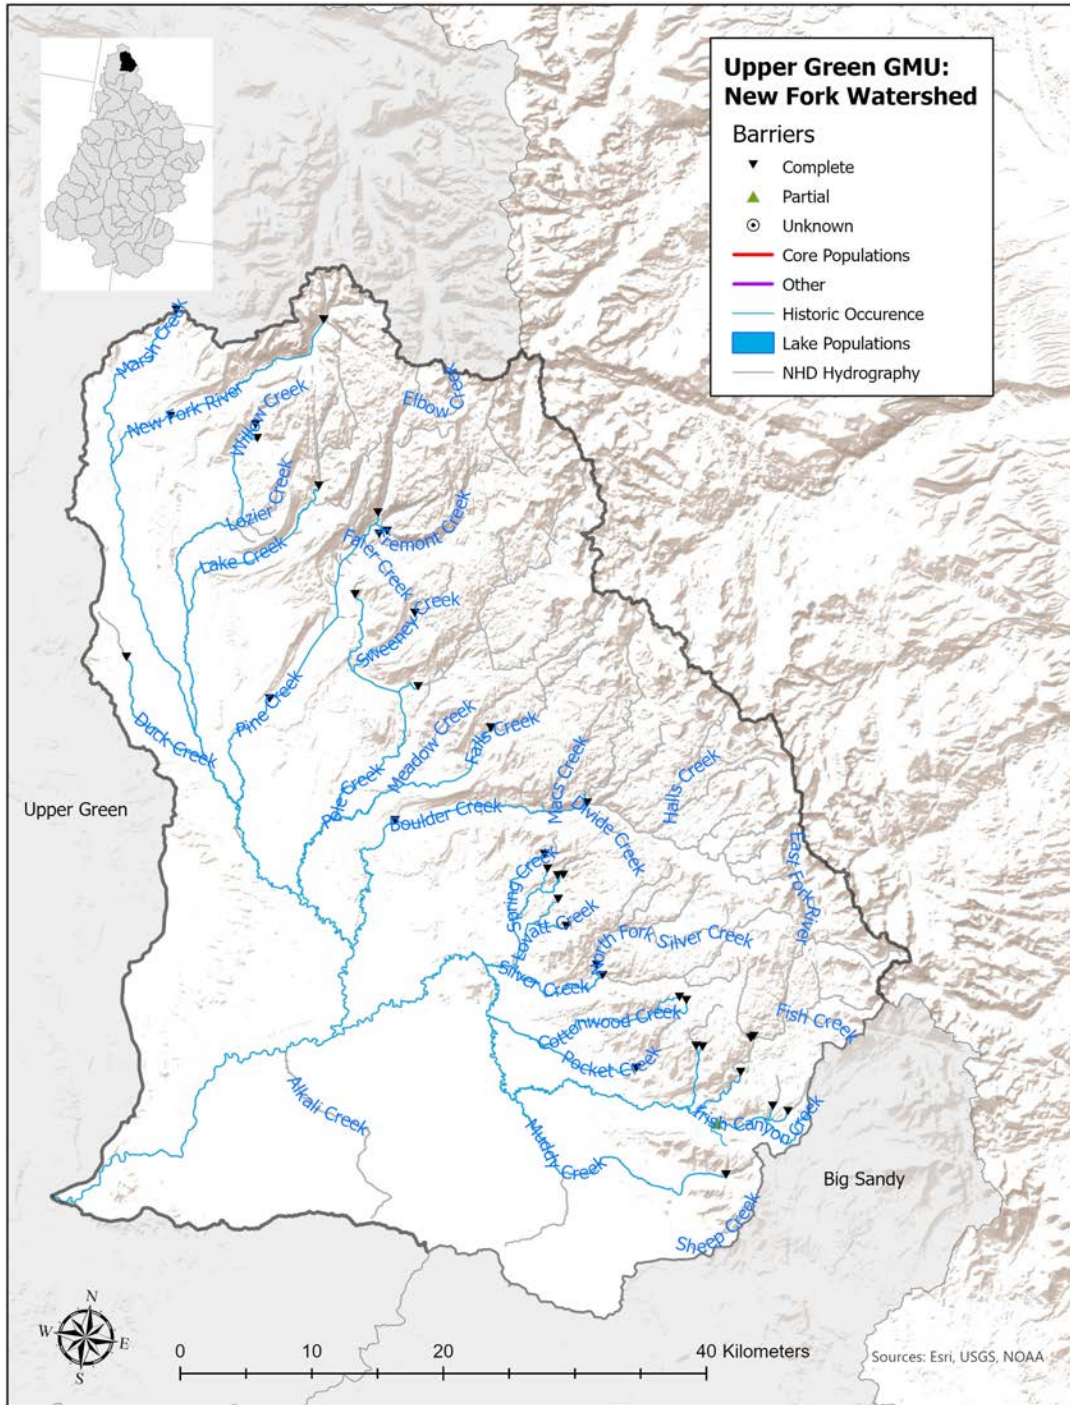 Upper Green GMU:
New Fork Watershed
Barriers
Complete
Partial
Unknown
Core Populations
Other
Historic Occurence
Lake Populations
NHD Hydrography
Marsh Creek
New Fork River
Willow Creek
Elbow Creek
Lozier Creek
Lake Creek
Fremont Creek
Faler Creek
Sweeney Creek
Duck Creek
Pine Creek
Pole Creek
Meadow Creek
Falls Creek
Macs Creek
Halls Creek
Upper Green
Boulder Creek
Divide Creek
East Fork River
Spring Creek
Lovatt Creek
North Fork Silver Creek
Silver Creek
Cottonwood Creek
Fish Creek
Pocket Creek
Alkali Creek
Irish Canyon Creek
Muddy Creek
Big Sandy
Sheep Creek
N
W
E
S
0
10
20
40 Kilometers
Sources: Esri, USGS, NOAA